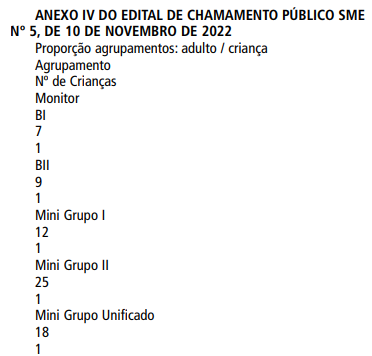 ANEXO IV DO EDITAL DE CHAMAMENTO PÚBLICO SME
Nº 5, DE 10 DE NOVEMBRO DE 2022
Proporção agrupamentos: adulto / criança
Agrupamento
Nº de Crianças
Monitor
BI
7
1
BII
9
1
Mini Grupo I
12
1
Mini Grupo II
25
1
Mini Grupo Unificado
18
1